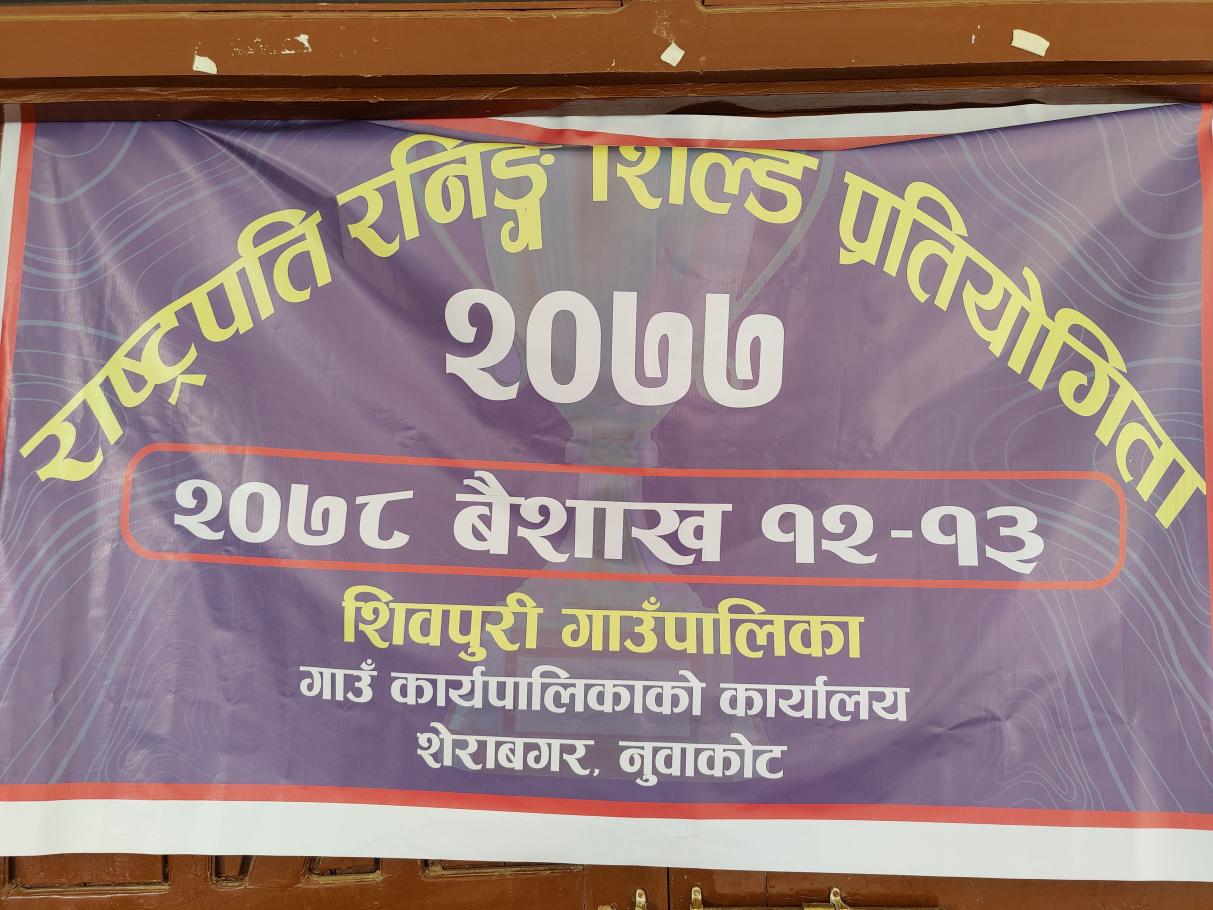 राष्ट्रपति रनिङ्ग शिल्ड प्रतियोगिता
२०७७
२०७८ बैशाख १२-१३
शिवपुरी गाउँपालिका
गाउँ कार्यपालिकाको कार्यालय
शेराबगर, नुवाकोट